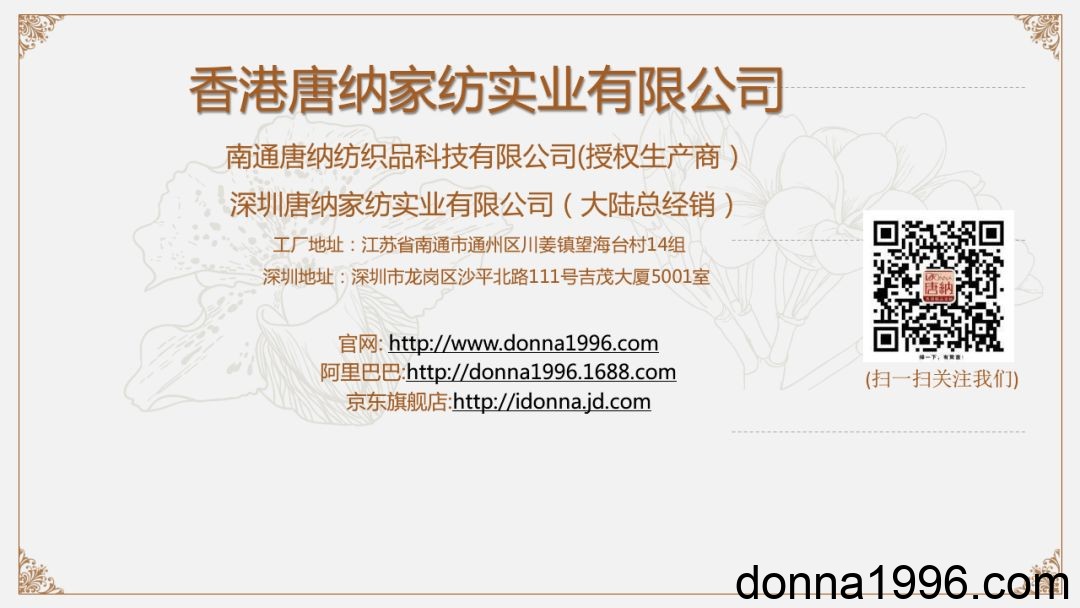 香港唐纳家纺实业有限公司
南通唐纳纺织品科技有限公司(授权生产商）
深圳唐纳家纺实业有限公司（大陆总经销）
工厂地址：江苏省南通市通州区川姜镇望海台村14组
深圳地址：深圳市龙岗区沙平北路111号吉茂大厦5001室
官网: http://www.donna1996.com
阿里巴巴:http://donna1996.1688.com
京东旗舰店:http://idonna.jd.com
唐納
扫一下，有惊喜！
(扫一扫关注我们)
donna1996.com